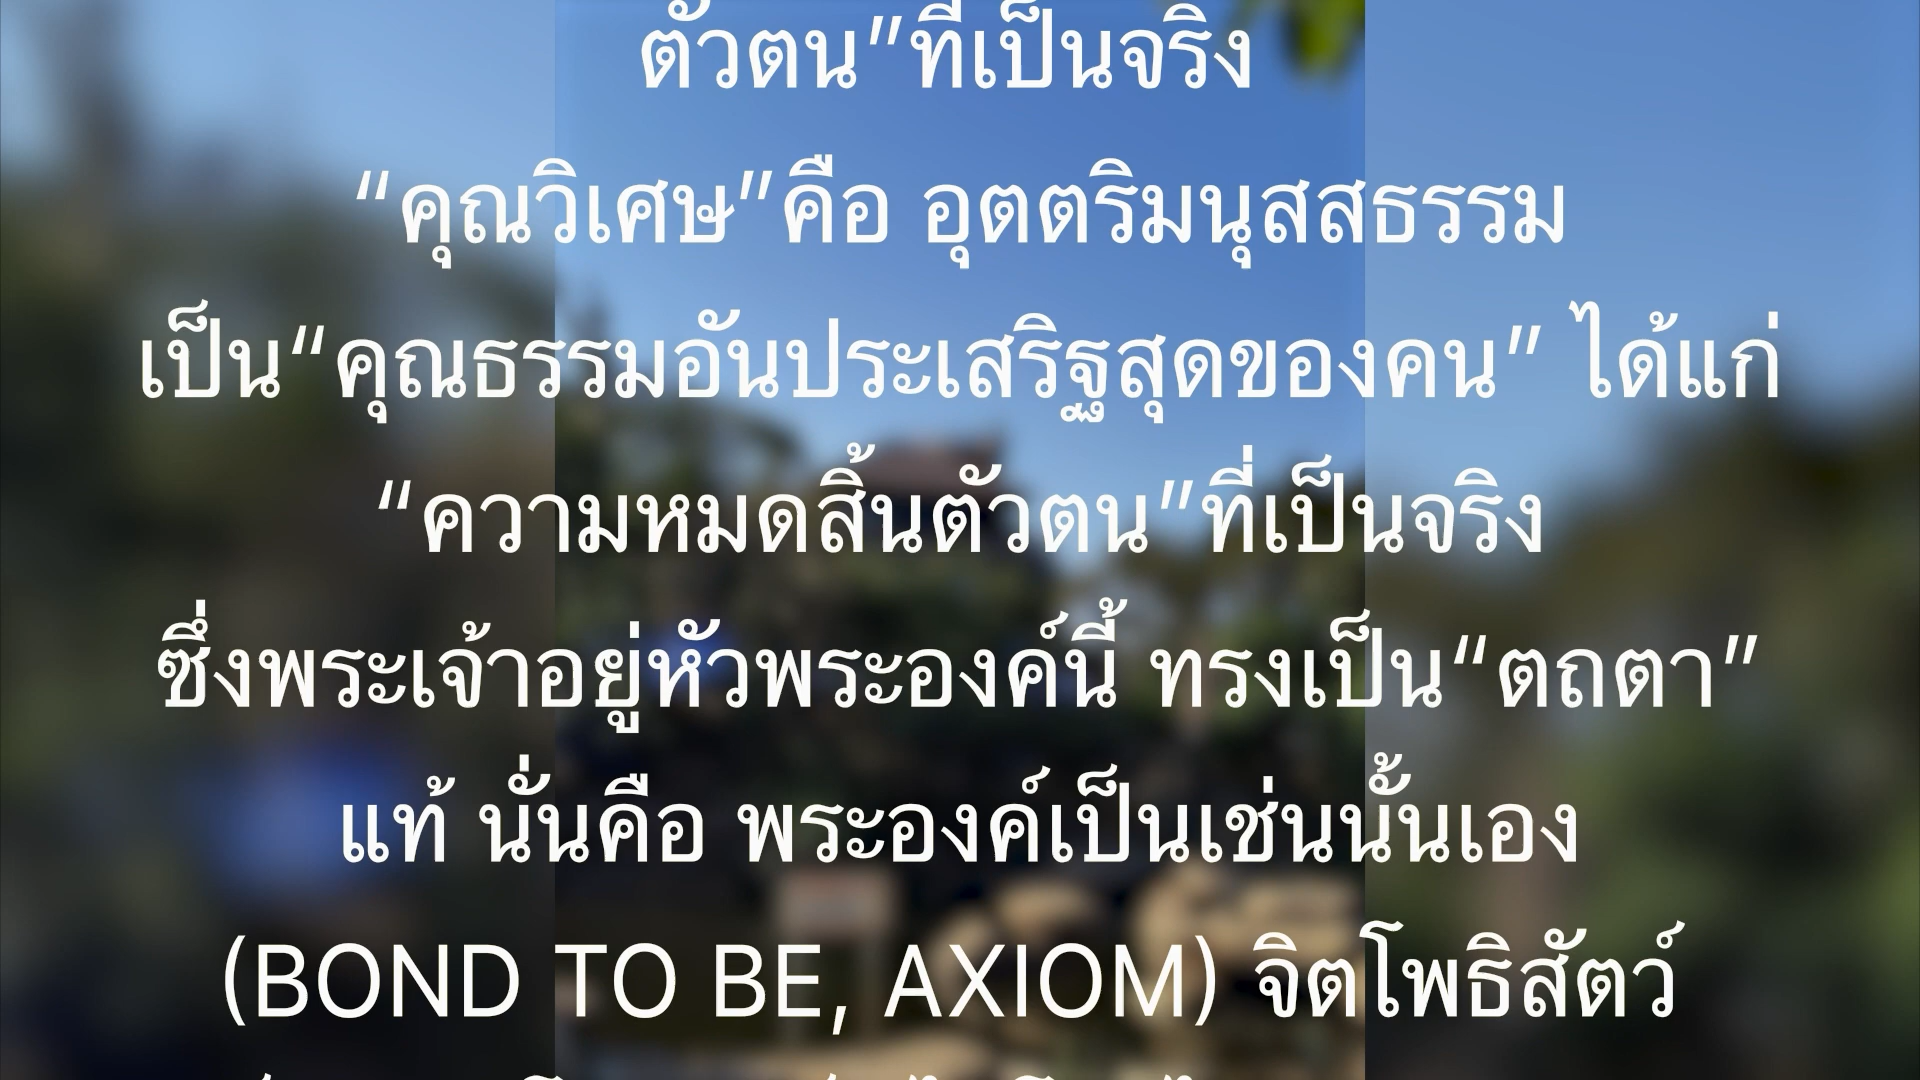 ตัวตน”ที่เป็นจริง
“คุณวิเศษ”คือ อุตตริมนุสสธรรม
เป็น“คุณธรรมอันประเสริฐสุดของคน” ได้แก่
“ความหมดสิ้นตัวตน”ที่เป็นจริง
ซึ่งพระเจ้าอยู่หัวพระองค์นี้ ทรงเป็น“ตถตา”
แท้ นั่นคือ พระองค์เป็นเช่นนั้นเอง
(BOND TO BE, AXIOM) จิตโพธิสัตว์